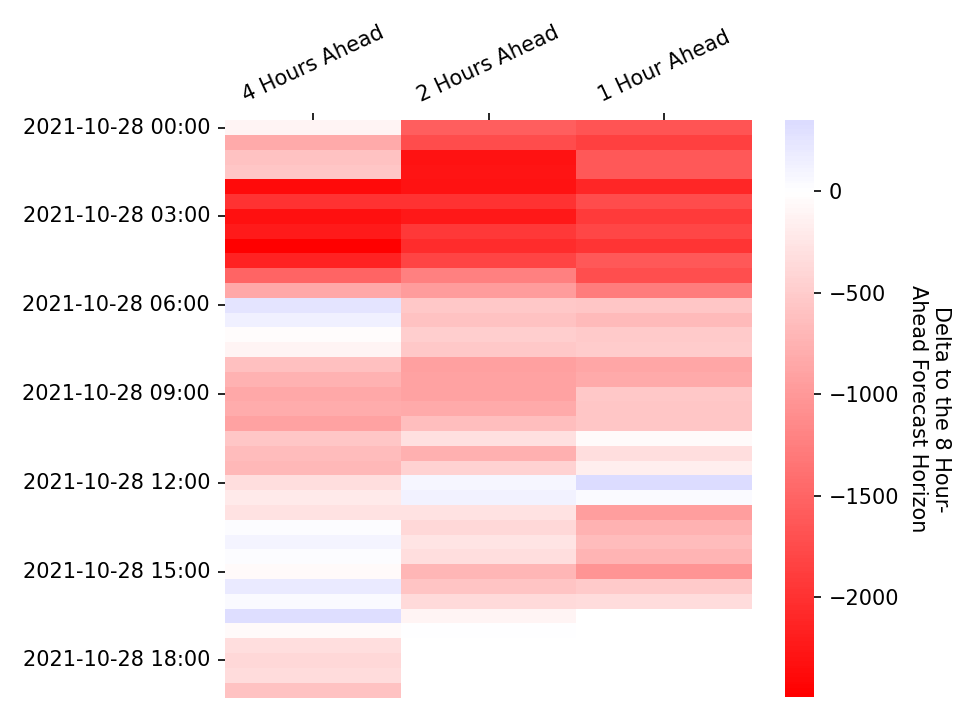 4 Hours Ahead
2 Hours Ahead
1 Hour Ahead
2021-10-28 00:00
2021-10-28 03:00
2021-10-28 06:00
2021-10-28 09:00
2021-10-28 12:00
2021-10-28 15:00
2021-10-28 18:00
0
−500
−1000
−1500
−2000
Delta to the 8 Hour-
Ahead Forecast Horizon